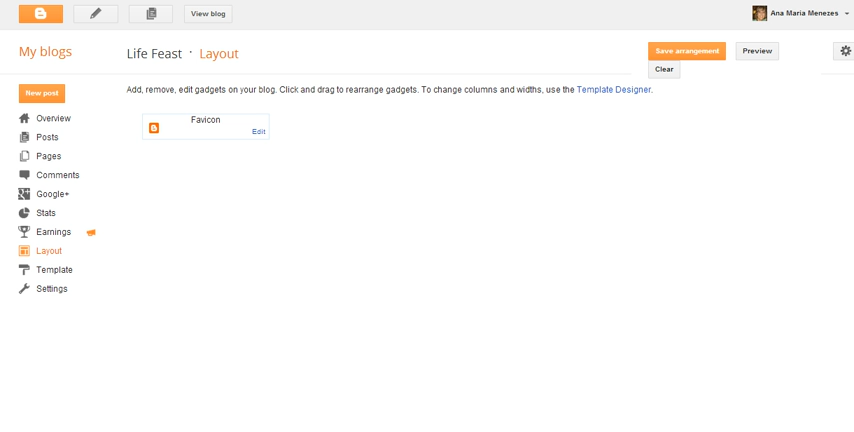 View blog
Ana Maria Menezes
My blogs
Life Feast · Layout
Save arrangement
Preview
Clear
New post
Add, remove, edit gadgets on your blog. Click and drag to rearrange gadgets. To change columns and widths, use the Template Designer.
Favicon
Edit
Overview
Posts
Pages
Comments
Google+
Stats
Earnings
Layout
Template
Settings